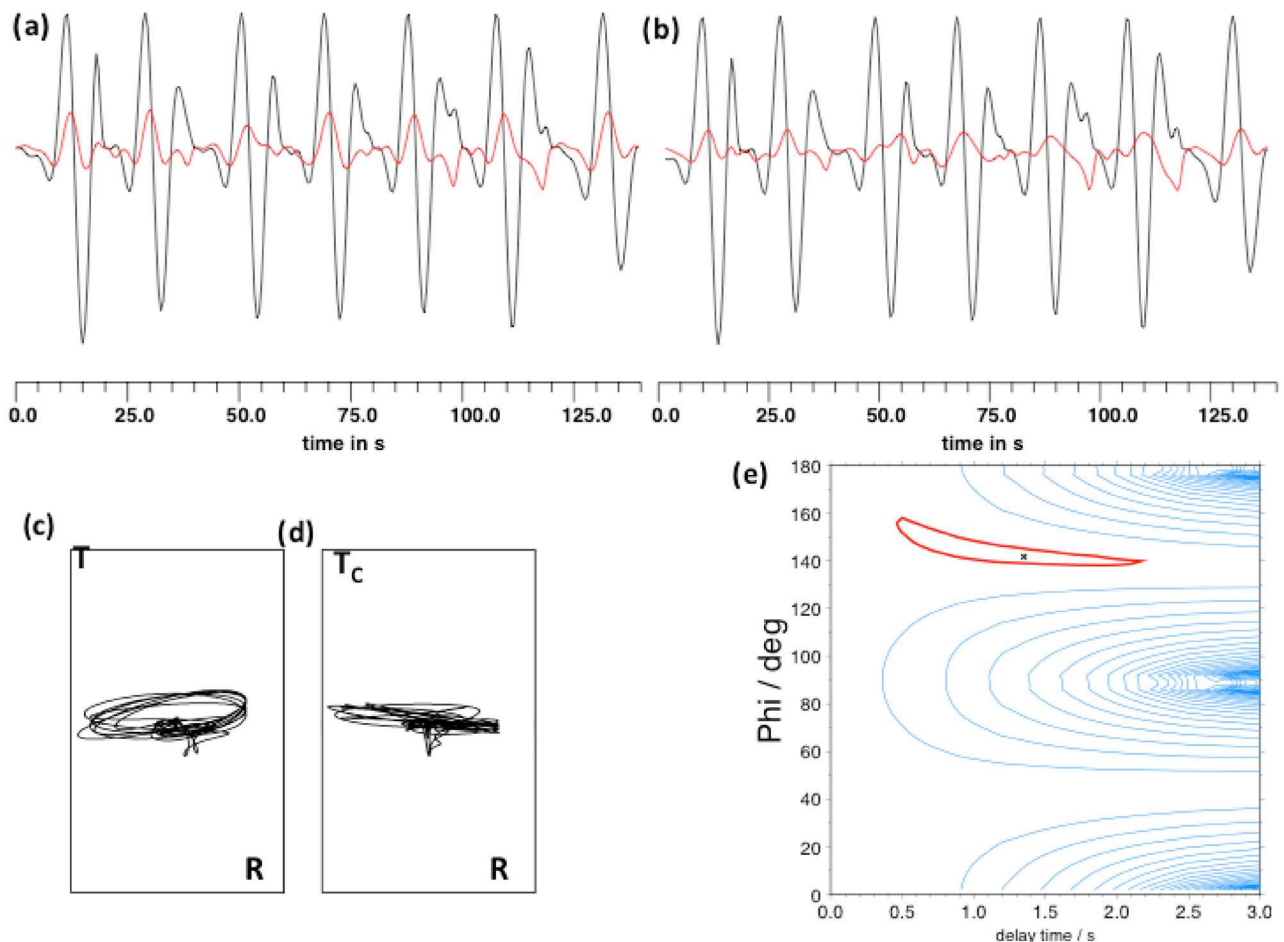 (a)
(b)
0.0 25.0 50.0 75.0 100.0 125.0
time in s
0.0 25.0 50.0 75.0 100.0 125.0
time in s
(c)
T
R
(d)
Tc
R
(e)
180
160
140
120
100
80
60
40
20
0
Phi / deg
0.0 0.5 1.0 1.5 2.0 2.5 3.0
delay time / s